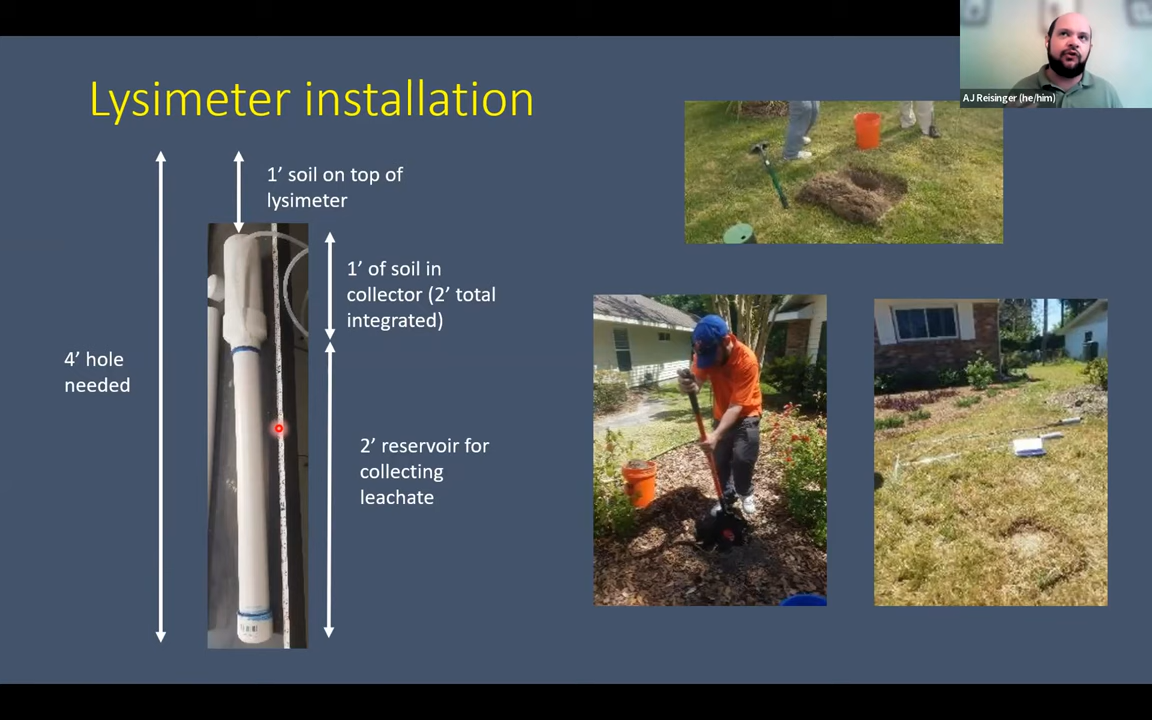 Lysimeter installation
AJ Reisinger (he/him)
1’ soil on top of
lysimeter
1’ of soil in
collector (2’ total
integrated)
4’ hole
needed
2’ reservoir for
collecting
leachate